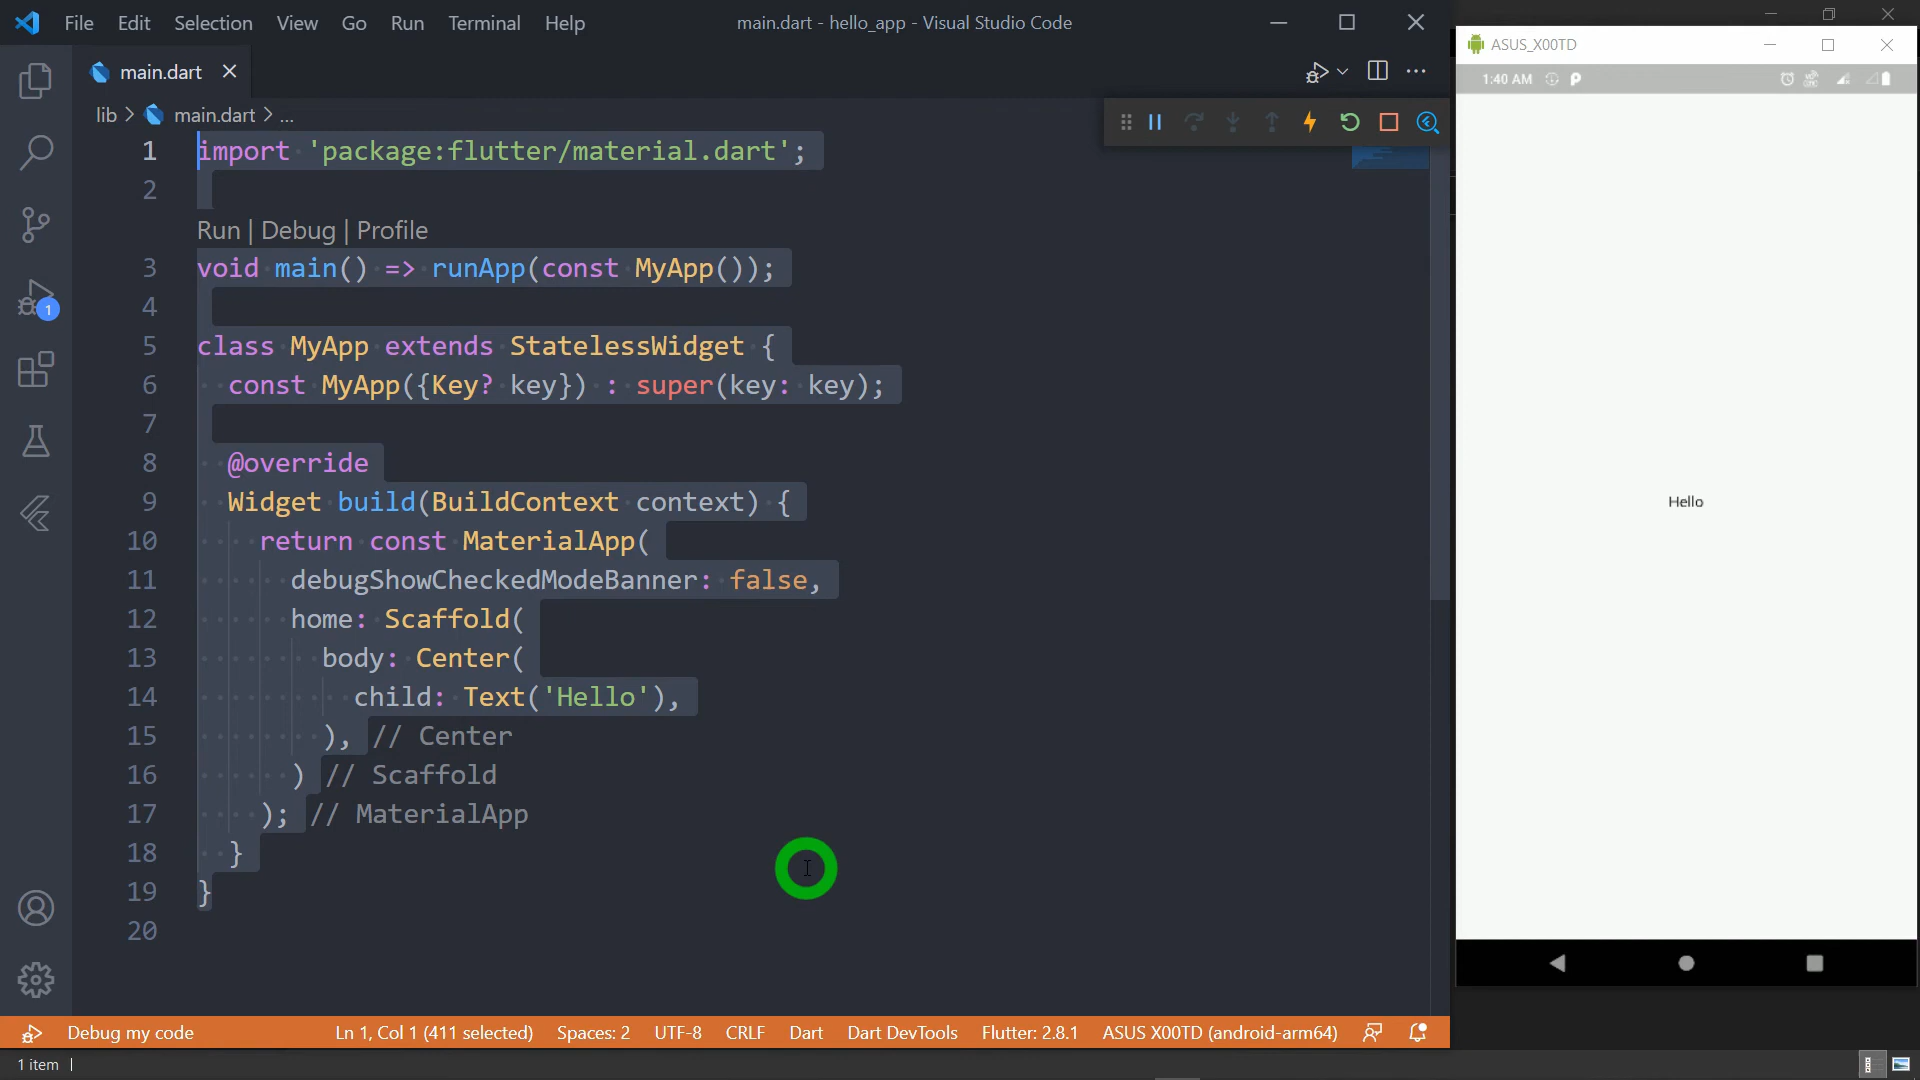 File Edit Selection View Go Run Terminal Help
main.dart - hello_app - Visual Studio Code
main.dart
lib > main.dart > ...
1 import 'package:flutter/material.dart';
2
Run | Debug | Profile
3 void main() => runApp(const MyApp());
4
5 class MyApp extends StatelessWidget {
6 const MyApp({Key? key}) : super(key: key);
7
8 @override
9 Widget build(BuildContext context) {
10 return const MaterialApp(
11 debugShowCheckedModeBanner: false,
12 home: Scaffold(
13 body: Center(
14 child: Text('Hello'),
15 ), // Center
16 ) // Scaffold
17 ); // MaterialApp
18 }
19 }
20
1
Debug my code
Ln 1, Col 1 (411 selected) Spaces: 2 UTF-8 CRLF Dart Dart DevTools Flutter: 2.8.1 ASUS X00TD (android-arm64)
1 item
ASUS_X00TD
1:40 AM
Hello